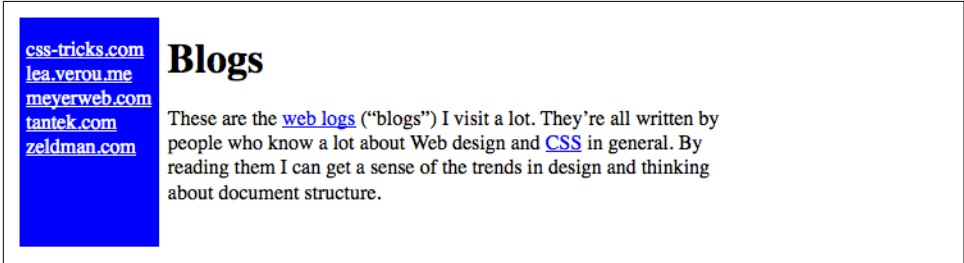 css-tricks.com
lea.verou.me
meyerweb.com
tantek.com
zeldman.com
Blogs
These are the web logs (“blogs”) I visit a lot. They’re all written by
people who know a lot about Web design and CSS in general. By
reading them I can get a sense of the trends in design and thinking
about document structure.